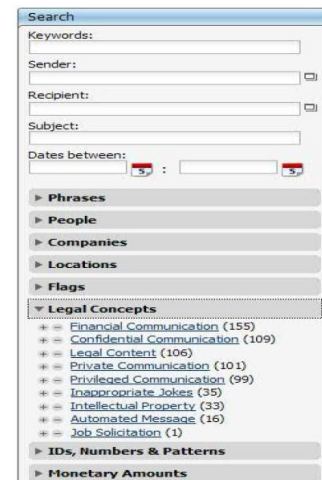 Search
Keywords:
Sender:
Recipient:
Subject:
Dates between:
5 : 5
Phrases
People
Companies
Locations
Flags
Legal Concepts
Financial Communication (155)
Confidential Communication (109)
Legal Content (106)
Private Communication (101)
Privileged Communication (99)
Inappropriate Jokes (35)
Intellectual Property (33)
Automated Message (16)
Job Solicitation (1)
IDs, Numbers & Patterns
Monetary Amounts